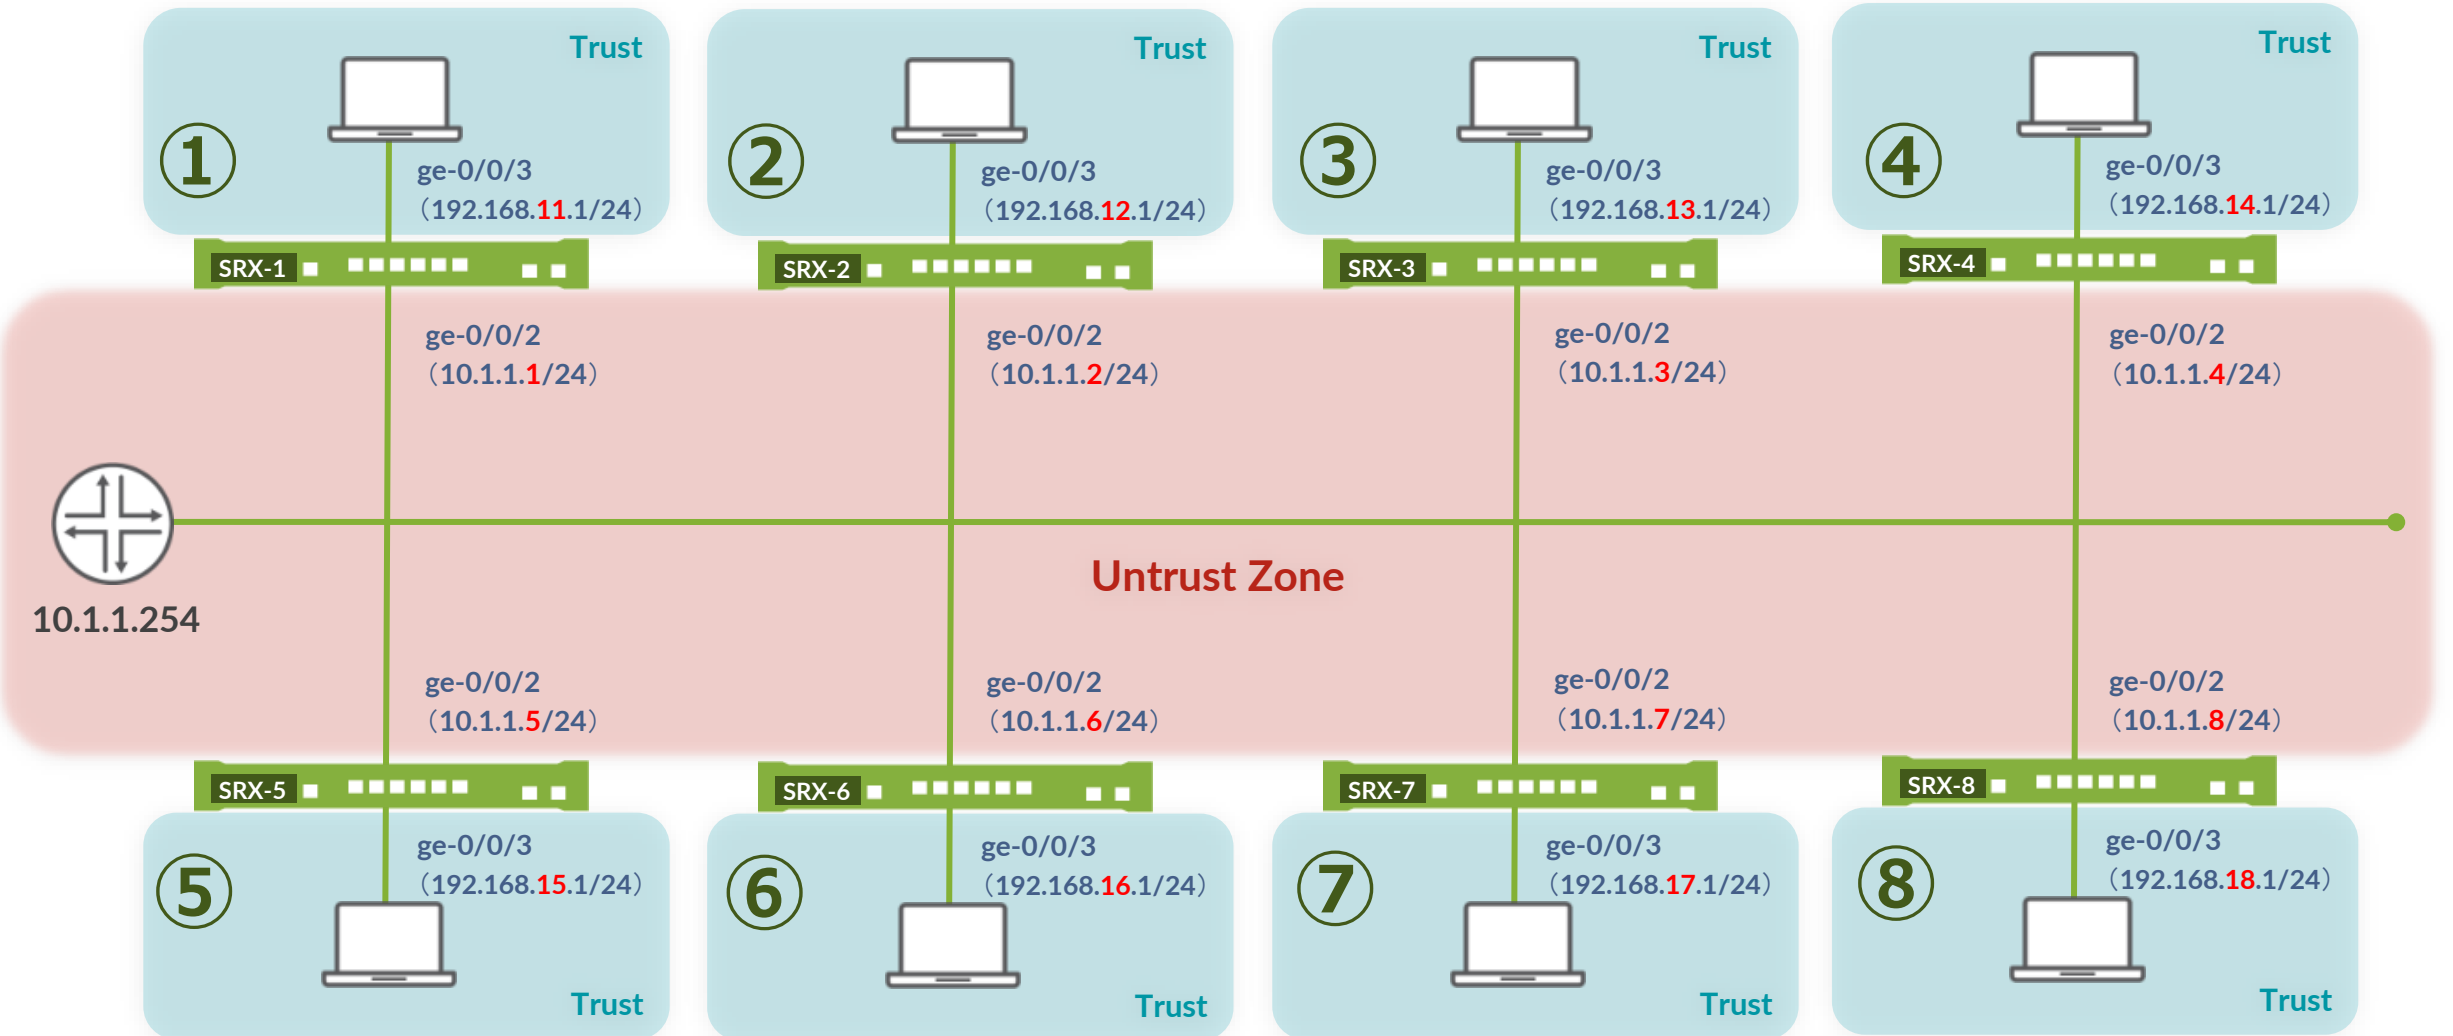 Trust
①
ge-0/0/3
（192.168.11.1/24）
SRX-1
Trust
②
ge-0/0/3
（192.168.12.1/24）
SRX-2
Trust
③
ge-0/0/3
（192.168.13.1/24）
SRX-3
Trust
④
ge-0/0/3
（192.168.14.1/24）
SRX-4
ge-0/0/2
（10.1.1.1/24）
ge-0/0/2
（10.1.1.2/24）
ge-0/0/2
（10.1.1.3/24）
ge-0/0/2
（10.1.1.4/24）
Untrust Zone
10.1.1.254
ge-0/0/2
（10.1.1.5/24）
ge-0/0/2
（10.1.1.6/24）
ge-0/0/2
（10.1.1.7/24）
ge-0/0/2
（10.1.1.8/24）
SRX-5
⑤
ge-0/0/3
（192.168.15.1/24）
Trust
SRX-6
⑥
ge-0/0/3
（192.168.16.1/24）
Trust
SRX-7
⑦
ge-0/0/3
（192.168.17.1/24）
Trust
SRX-8
⑧
ge-0/0/3
（192.168.18.1/24）
Trust